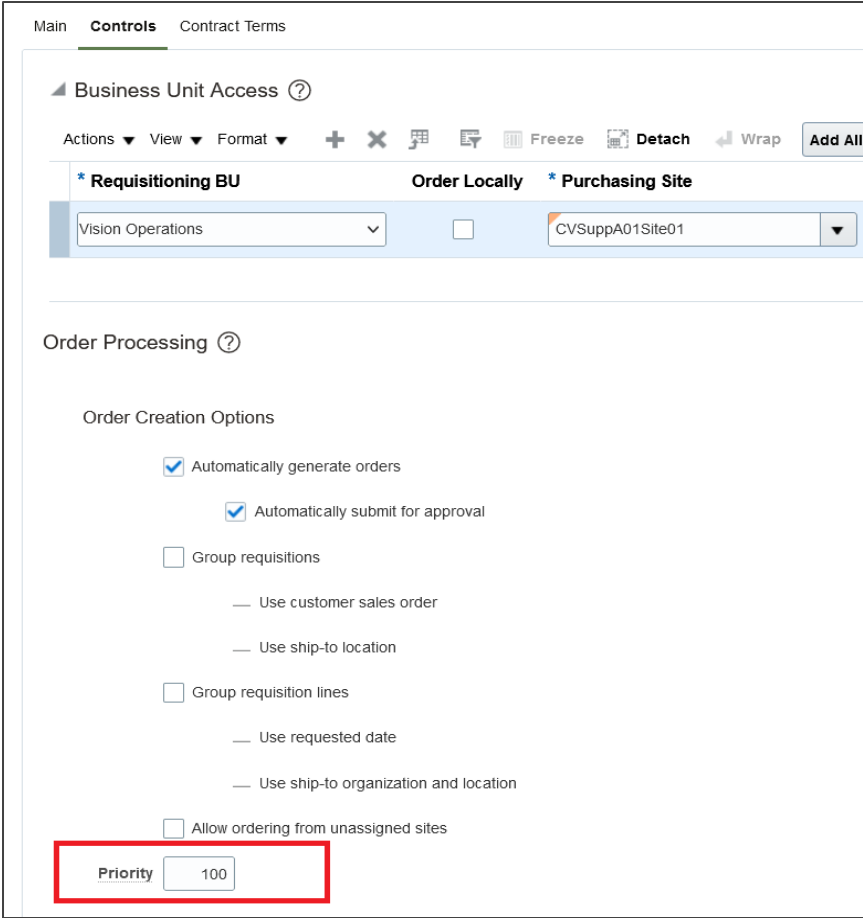 Main Controls Contract Terms
Business Unit Access ?
Actions View Format Freeze Detach Wrap Add All
* Requisitioning BU Order Locally * Purchasing Site
Vision Operations CVSuppA01Site01
Order Processing ?
Order Creation Options
Automatically generate orders
Automatically submit for approval
Group requisitions
Use customer sales order
Use ship-to location
Group requisition lines
Use requested date
Use ship-to organization and location
Allow ordering from unassigned sites
Priority 100